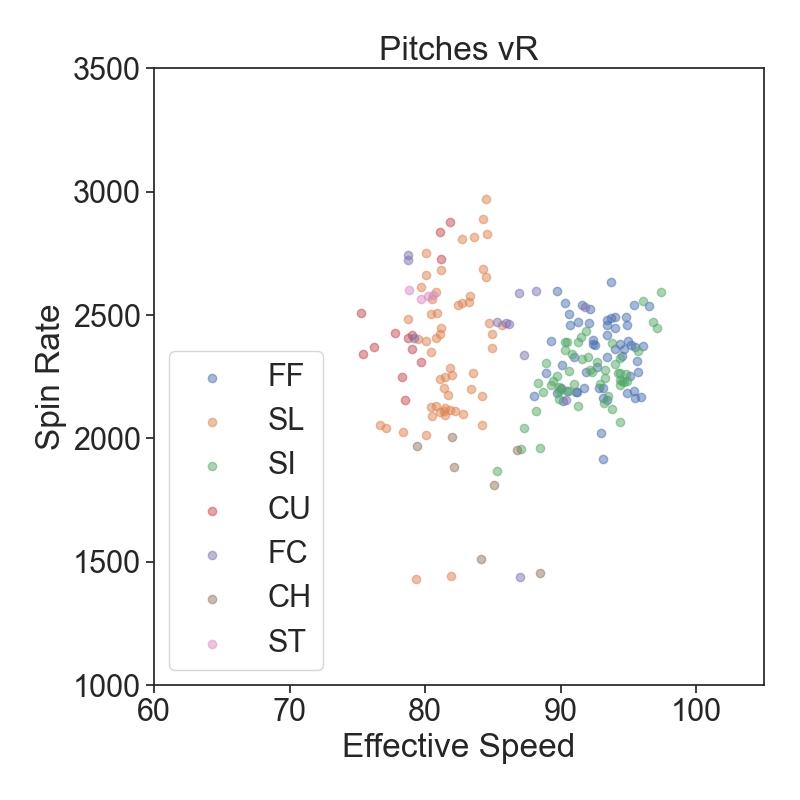 Pitches vR
3500
3000
2500
2000
1500
1000
Spin Rate
FF
SL
SI
CU
FC
CH
ST
60 70 80 90 100
Effective Speed